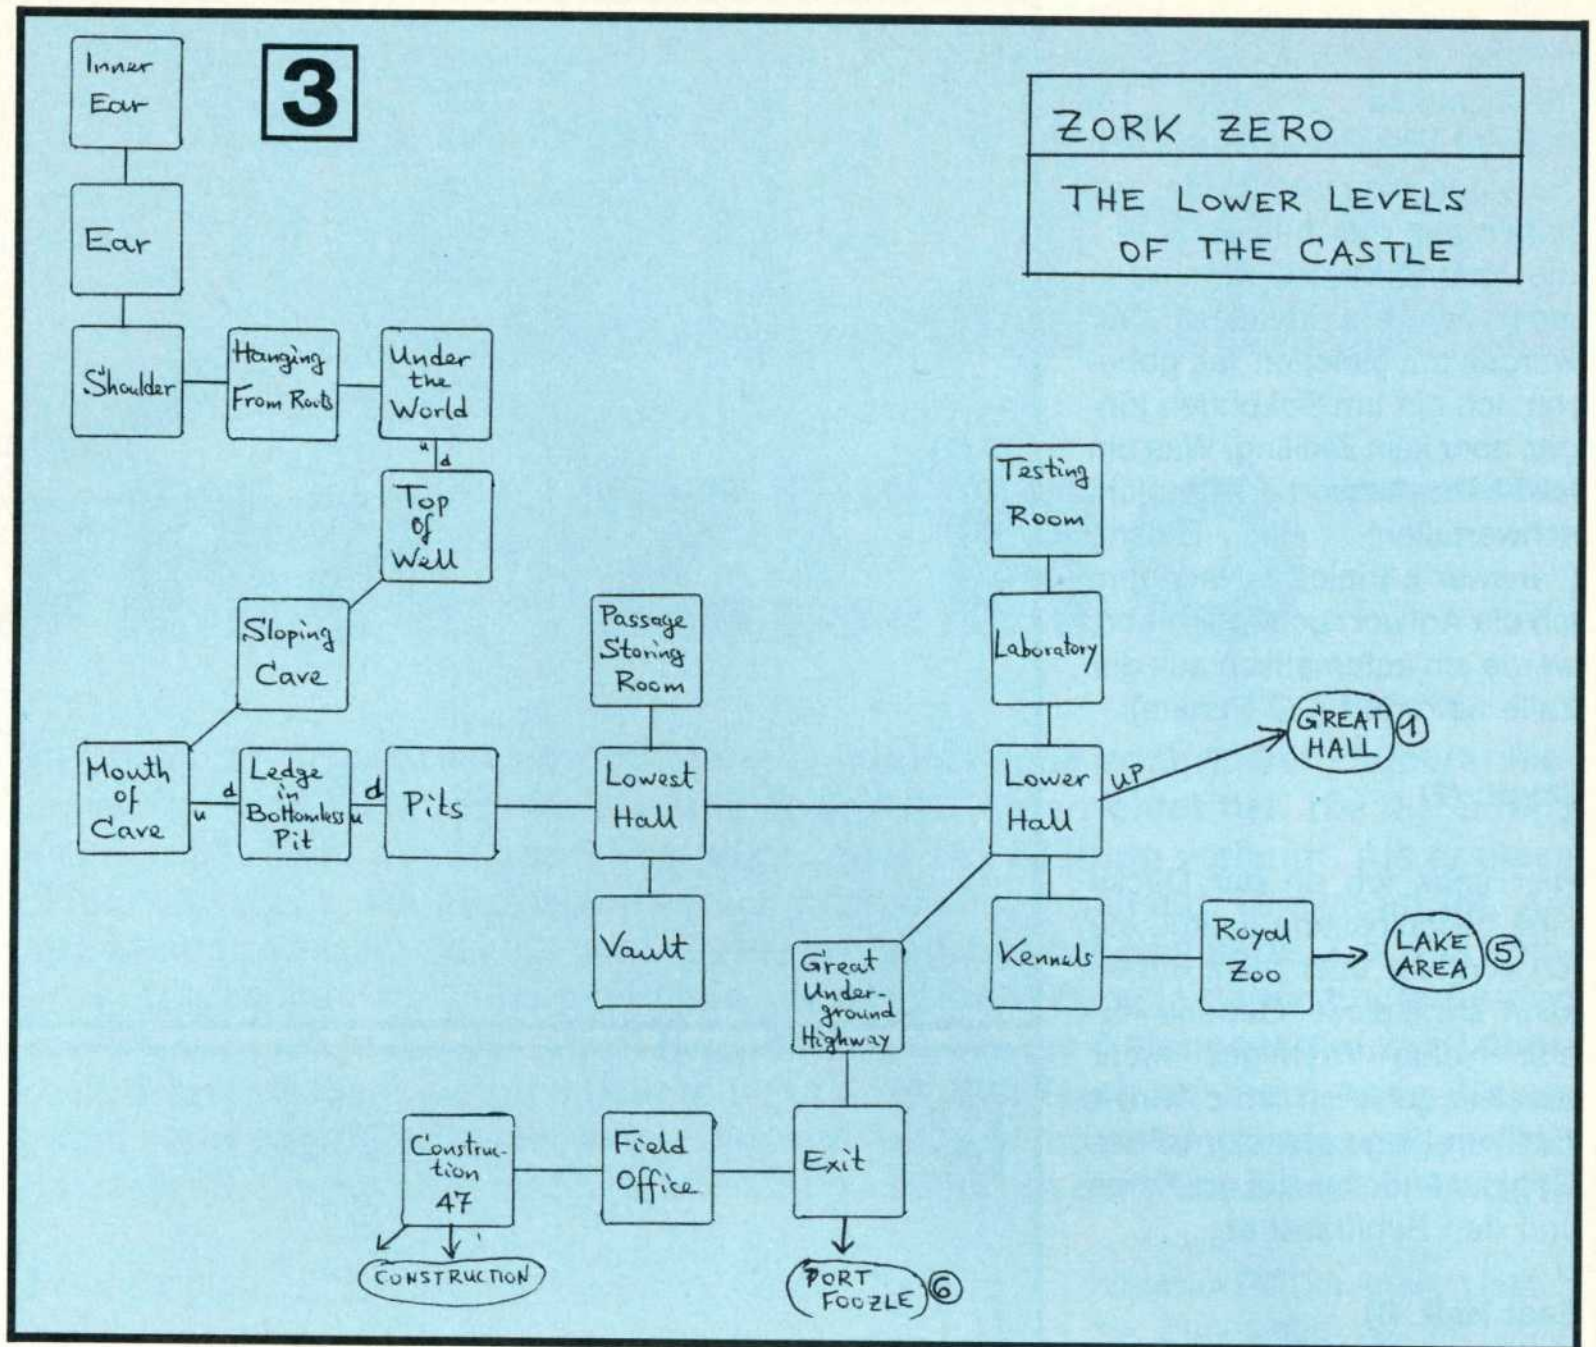 3
ZORK ZERO
THE LOWER LEVELS
OF THE CASTLE
Inner
Ear
Ear
Shoulder
Hanging
From Roots
Under
the
World
u
d
Top
of
Well
Testing
Room
Sloping
Cave
Passage
Storing
Room
Laboratory
GREAT
HALL
1
Mouth
of
Cave
u
d
Ledge
in
Bottomless
Pit
d
u
Pits
Lowest
Hall
Lower
Hall
UP
Vault
Great
Under-
ground
Highway
Kennels
Royal
Zoo
LAKE
AREA
5
Construc-
tion
47
Field
Office
Exit
CONSTRUCTION
PORT
FOOZLE
6